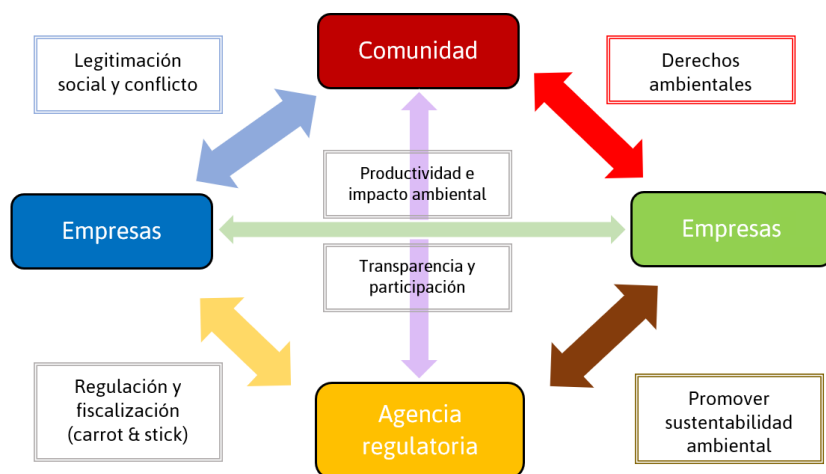 Legitimación
social y conflicto
Comunidad
Derechos
ambientales
Productividad e
impacto ambiental
Empresas
Empresas
Transparencia y
participación
Regulación y
fiscalización
(carrot & stick)
Agencia
regulatoria
Promover
sustentabilidad
ambiental